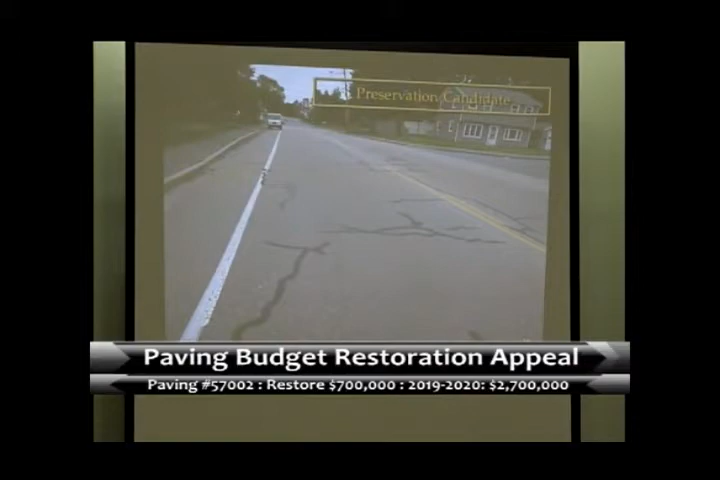 Preservation Candidate
Paving Budget Restoration Appeal
Paving #57002 : Restore $700,000 : 2019-2020: $2,700,000